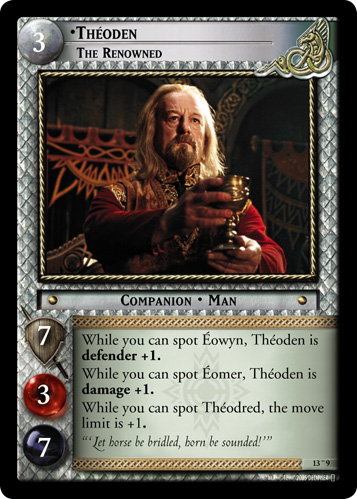 3
•Théoden
The Renowned
Companion • Man
7
3
7
While you can spot Éowyn, Théoden is
defender +1.
While you can spot Éomer, Théoden is
damage +1.
While you can spot Théodred, the move
limit is +1.
“‘Let horse be bridled, horn be sounded!’”